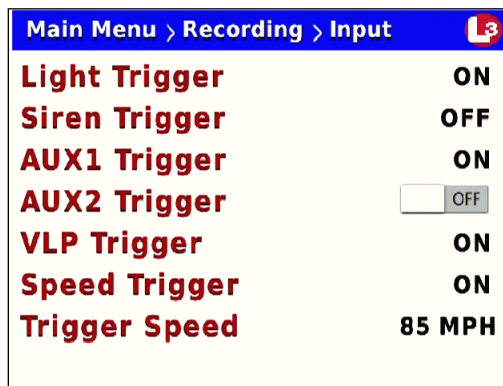 Main Menu > Recording > Input L3
Light Trigger ON
Siren Trigger OFF
AUX1 Trigger ON
AUX2 Trigger OFF
VLP Trigger ON
Speed Trigger ON
Trigger Speed 85 MPH